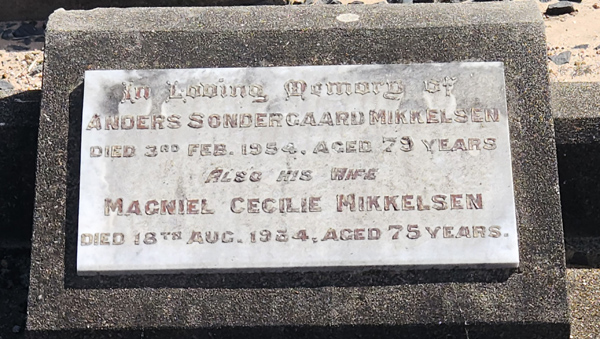 In Loving Memory of
ANDERS SONDERGAARD MIKKELSEN
DIED 3RD FEB. 1954, AGED 79 YEARS
ALSO HIS WIFE
MAGNIEL CECILIE MIKKELSEN
DIED 18TH AUG. 1954, AGED 75 YEARS.